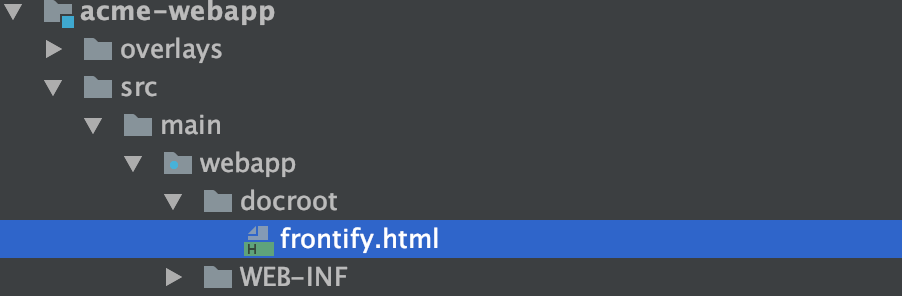 acme-webapp
overlays
src
main
webapp
docroot
H frontify.html
WEB-INF